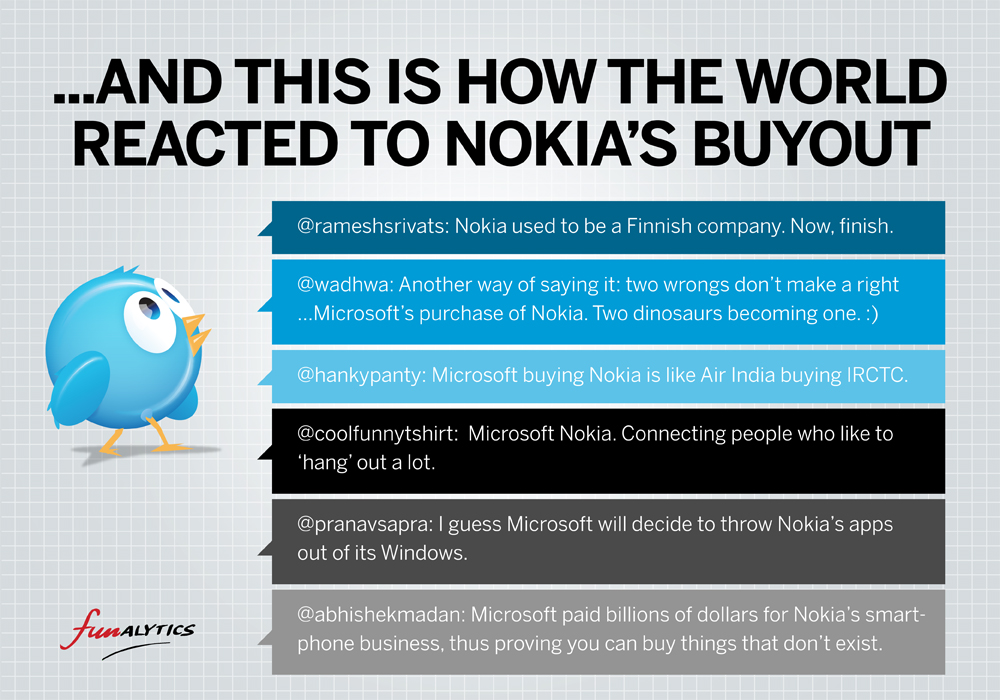 ...AND THIS IS HOW THE WORLD
REACTED TO NOKIA’S BUYOUT
@rameshsrivats: Nokia used to be a Finnish company. Now, finish.
@wadhwa: Another way of saying it: two wrongs don’t make a right
...Microsoft’s purchase of Nokia. Two dinosaurs becoming one. :)
@hankypanty: Microsoft buying Nokia is like Air India buying IRCTC.
@coolfunnytshirt: Microsoft Nokia. Connecting people who like to
‘hang’ out a lot.
@pranavsapra: I guess Microsoft will decide to throw Nokia’s apps
out of its Windows.
@abhishekmadan: Microsoft paid billions of dollars for Nokia’s smart-
phone business, thus proving you can buy things that don’t exist.
funALYTICS